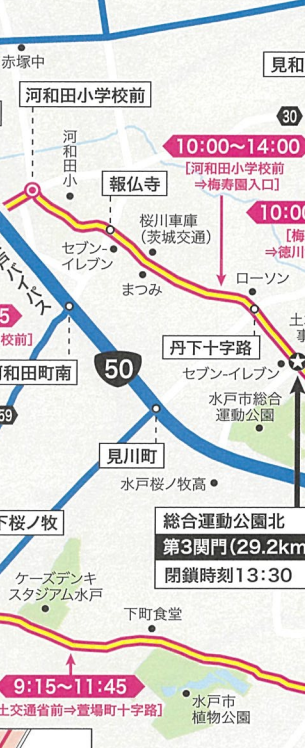 赤塚中
見和
河和田小学校前
30
河和田小
10:00~14:00
[河和田小学校前
⇒梅寿園入口]
報仏寺
桜川車庫
(茨城交通)
セブン-
イレブン
まつみ
10:0
[梅
⇒徳川
バイパス
ローソン
5
校前]
丹下十字路
50
セブン-イレブン
和田町南
水戸市総合
運動公園
59
見川町
水戸桜ノ牧高
下桜ノ牧
総合運動公園北
第3関門(29.2km
閉鎖時刻13:30
ケーズデンキ
スタジアム水戸
下町食堂
9:15~11:45
土交通省前⇒萱場町十字路]
水戸市
植物公園